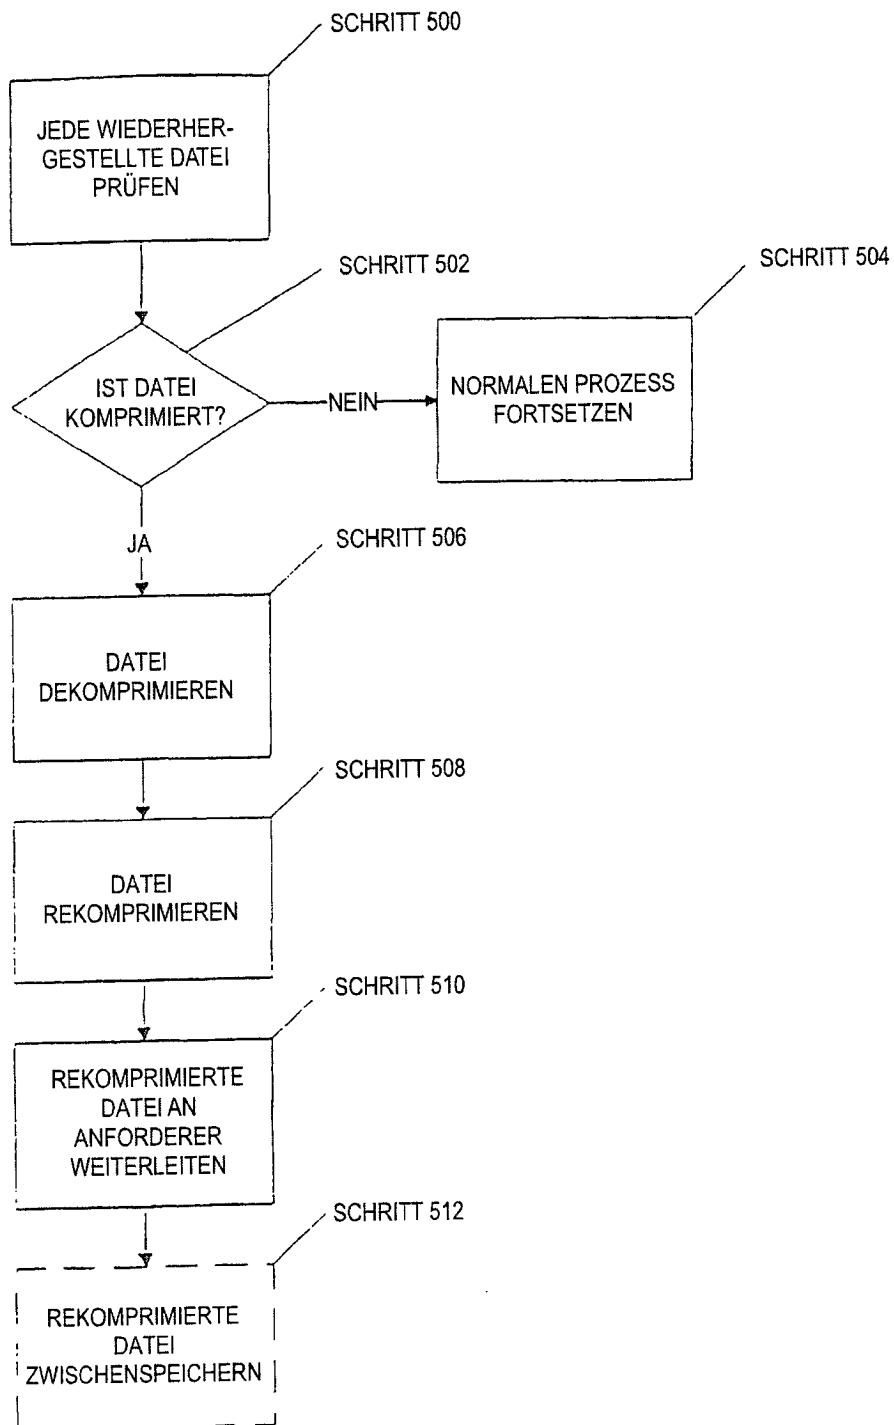 SCHRITT 500
JEDE WIEDERHER-
GESTELLTE DATEI
PRÜFEN
SCHRITT 502
SCHRITT 504
IST DATEI
KOMPRIMIERT?
NEIN
NORMALEN PROZESS
FORTSETZEN
JA
SCHRITT 506
DATEI
DEKOMPRIMIEREN
SCHRITT 508
DATEI
REKOMPRIMIEREN
SCHRITT 510
REKOMPRIMIERTE
DATEI AN
ANFORDERER
WEITERLEITEN
SCHRITT 512
REKOMPRIMIERTE
DATEI
ZWISCHENSPEICHERN